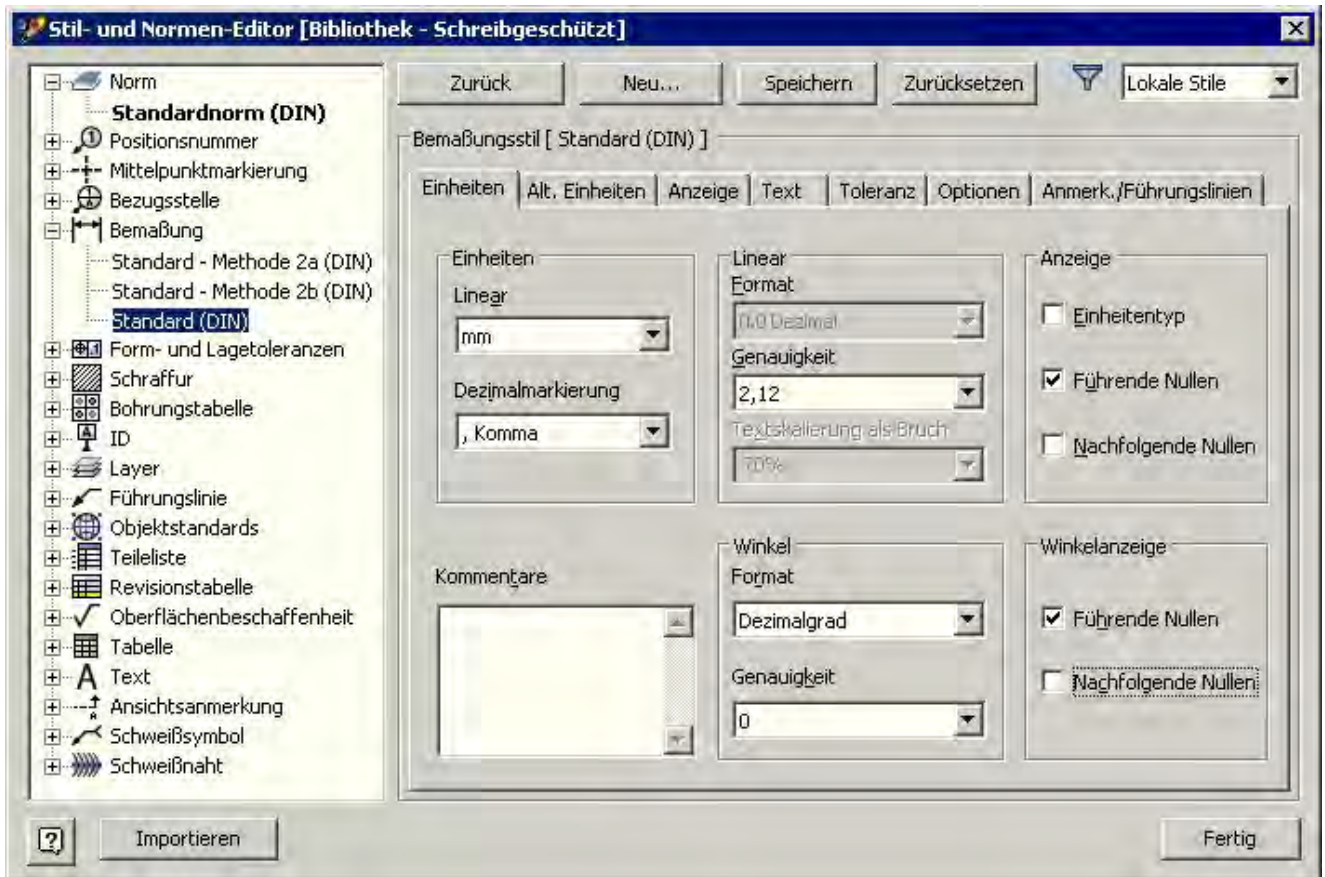 Stil- und Normen-Editor [Bibliothek - Schreibgeschützt]
Norm
Standardnorm (DIN)
Positionsnummer
Mittelpunktmarkierung
Bezugsstelle
Bemaßung
Standard - Methode 2a (DIN)
Standard - Methode 2b (DIN)
Standard (DIN)
Form- und Lagetoleranzen
Schraffur
Bohrungstabelle
ID
Layer
Führungslinie
Objektstandards
Teileliste
Revisionstabelle
Oberflächenbeschaffenheit
Tabelle
Text
Ansichtsanmerkung
Schweißsymbol
Schweißnaht
Zurück
Neu...
Speichern
Zurücksetzen
Lokale Stile
Bemaßungsstil [ Standard (DIN) ]
Einheiten
Alt. Einheiten
Anzeige
Text
Toleranz
Optionen
Anmerk./Führungslinien
Einheiten
Linear
mm
Dezimalmarkierung
, Komma
Linear
Format
0.0 Dezimal
Genauigkeit
2,12
Textskalierung als Bruch
70%
Anzeige
Einheitentyp
Führende Nullen
Nachfolgende Nullen
Kommentare
Winkel
Format
Dezimalgrad
Genauigkeit
0
Winkelanzeige
Führende Nullen
Nachfolgende Nullen
Importieren
Fertig